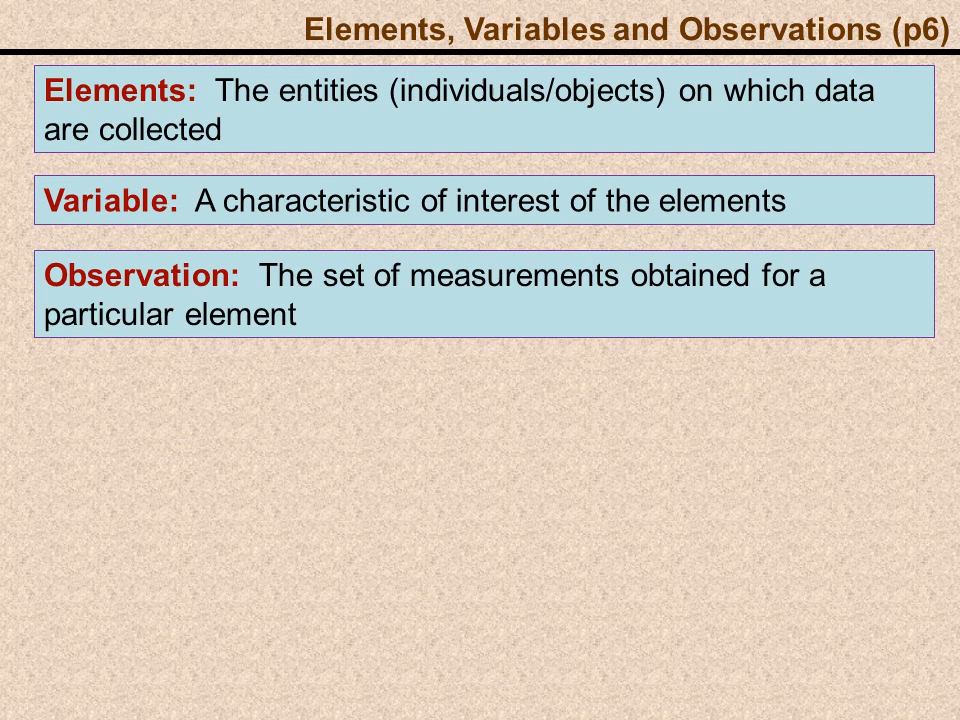 Elements, Variables and Observations (p6)
Elements:  The entities (individuals/objects) on which data
are collected
Variable:  A characteristic of interest of the elements
Observation:  The set of measurements obtained for a
particular element